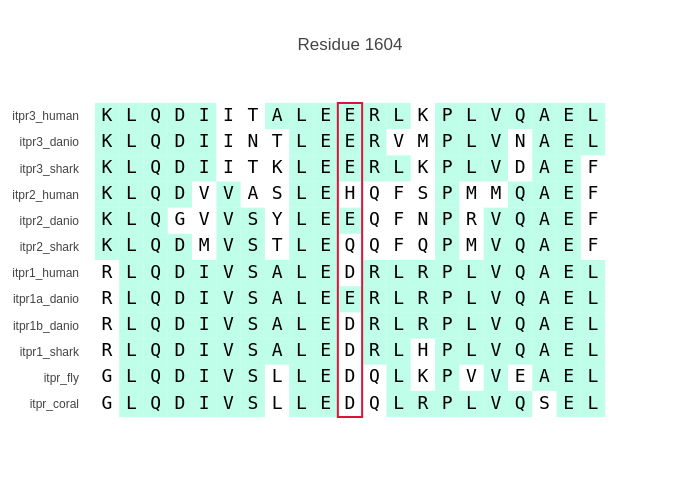 Residue 1604
itpr3_human K L Q D I I T A L E E R L K P L V Q A E L
itpr3_danio K L Q D I I N T L E E R V M P L V N A E L
itpr3_shark K L Q D I I T K L E E R L K P L V D A E F
itpr2_human K L Q D V V A S L E H Q F S P M M Q A E F
itpr2_danio K L Q G V V S Y L E E Q F N P R V Q A E F
itpr2_shark K L Q D M V S T L E Q Q F Q P M V Q A E F
itpr1_human R L Q D I V S A L E D R L R P L V Q A E L
itpr1a_danio R L Q D I V S A L E E R L R P L V Q A E L
itpr1b_danio R L Q D I V S A L E D R L R P L V Q A E L
itpr1_shark R L Q D I V S A L E D R L H P L V Q A E L
itpr_fly G L Q D I V S L L E D Q L K P V V E A E L
itpr_coral G L Q D I V S L L E D Q L R P L V Q S E L